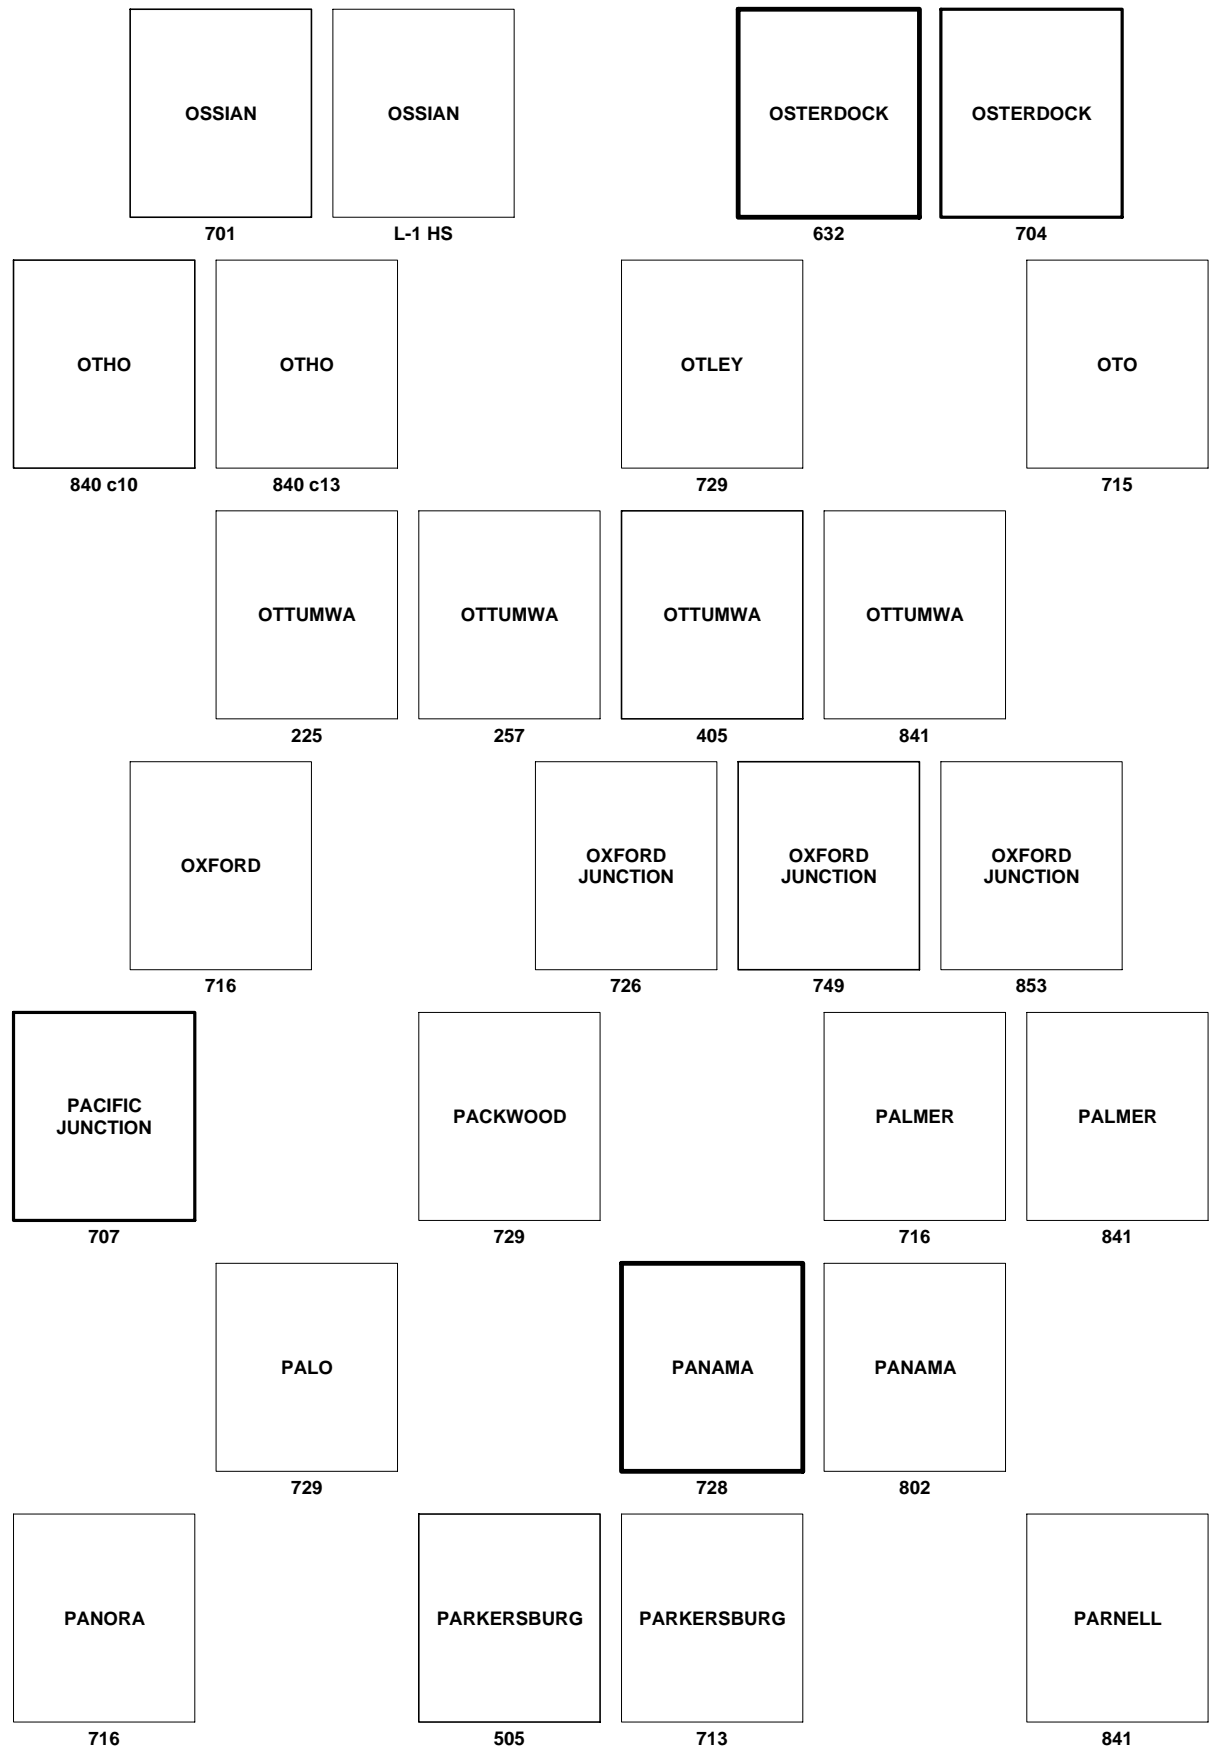 OSSIAN
701
OSSIAN
L-1 HS
OSTERDOCK
632
OSTERDOCK
704
OTHO
840 c10
OTHO
840 c13
OTLEY
729
OTO
715
OTTUMWA
225
OTTUMWA
257
OTTUMWA
405
OTTUMWA
841
OXFORD
716
OXFORD
JUNCTION
726
OXFORD
JUNCTION
749
OXFORD
JUNCTION
853
PACIFIC
JUNCTION
707
PACKWOOD
729
PALMER
716
PALMER
841
PALO
729
PANAMA
728
PANAMA
802
PANORA
716
PARKERSBURG
505
PARKERSBURG
713
PARNELL
841